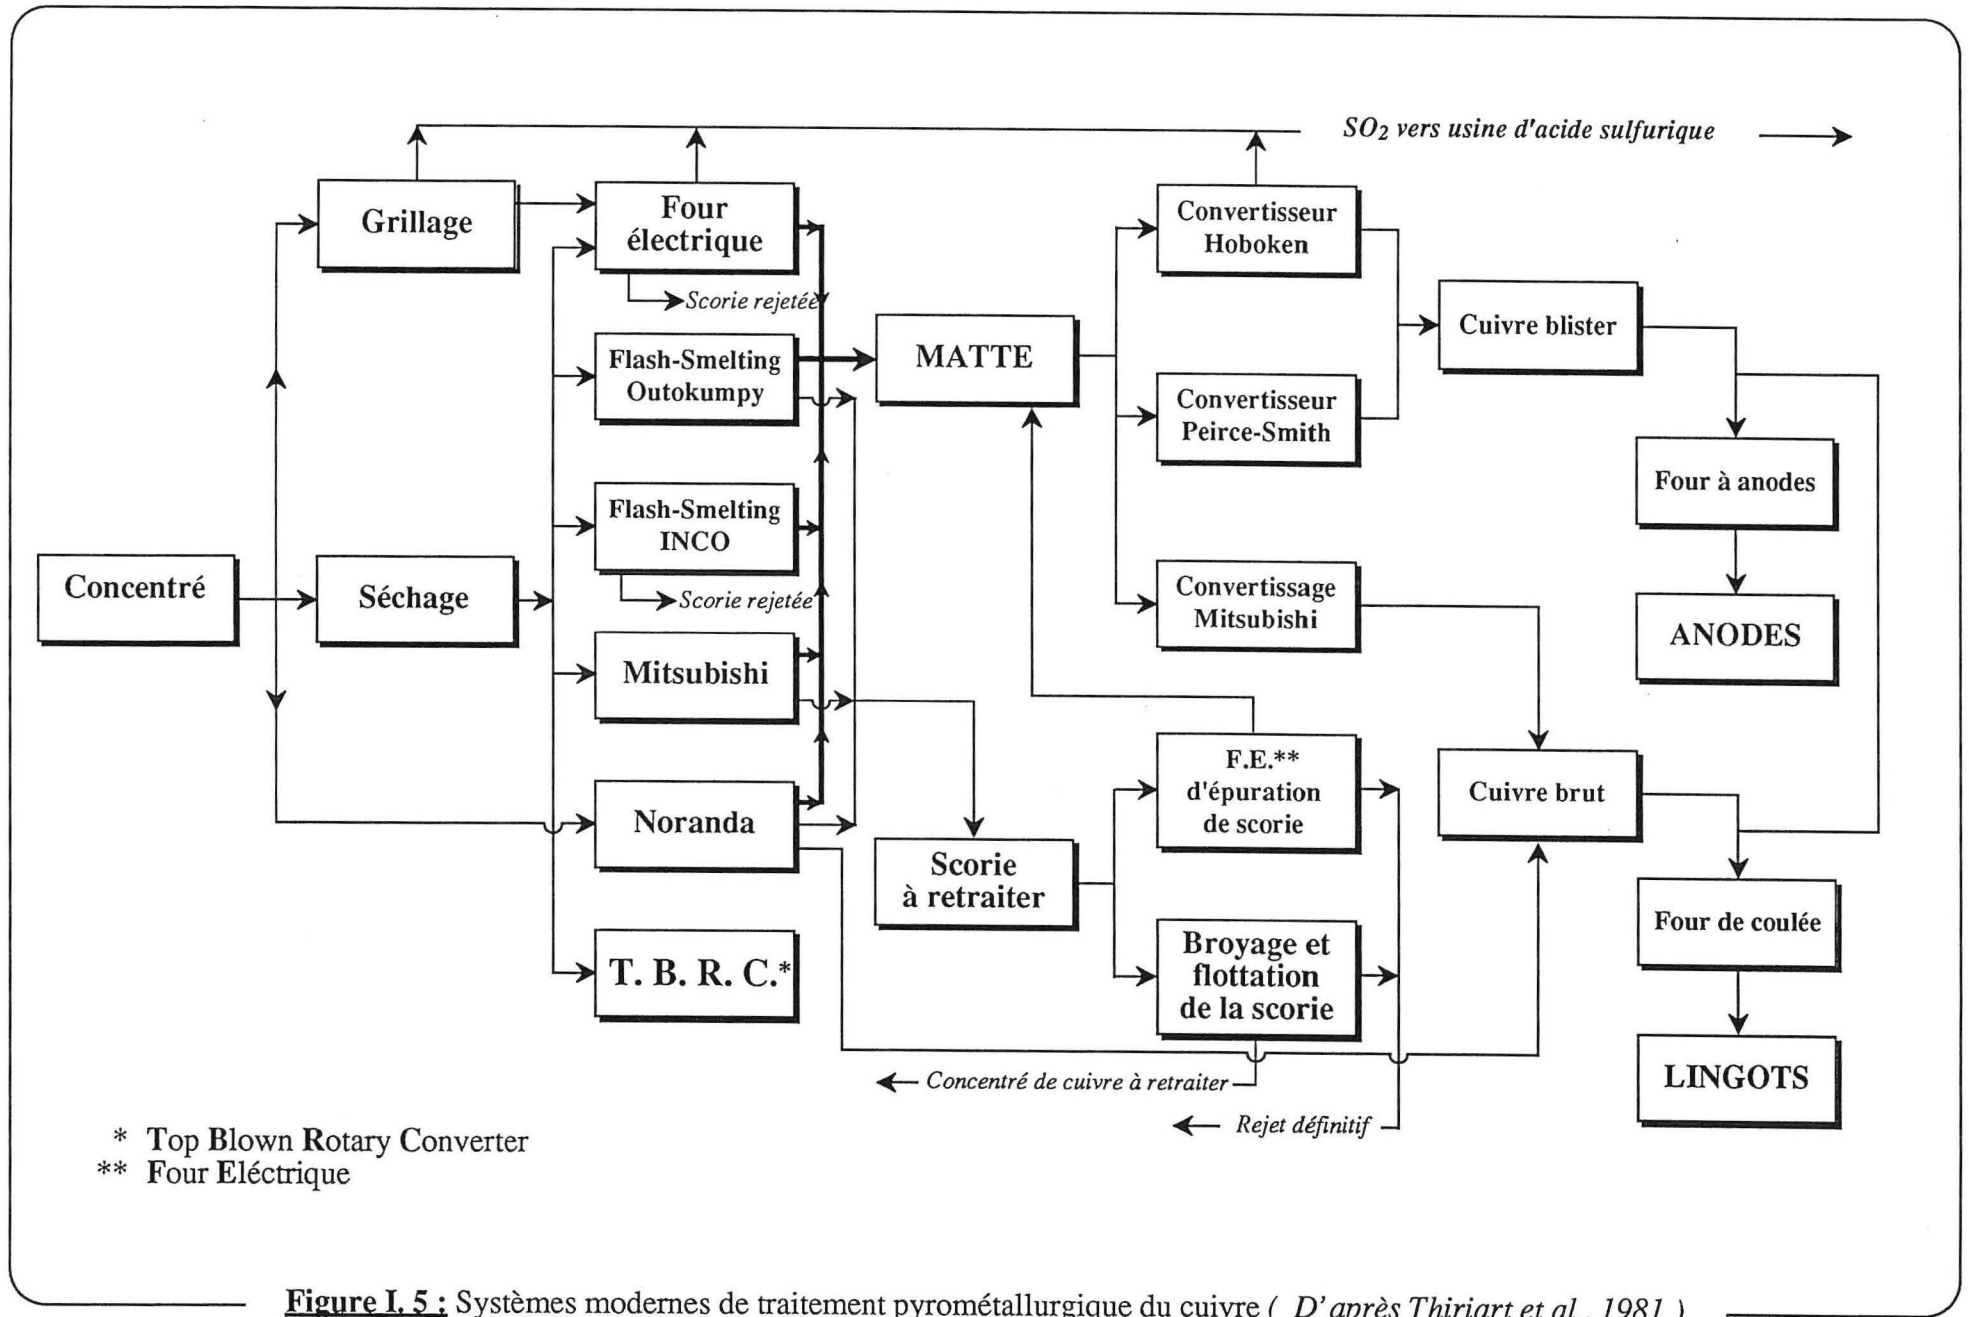 SO2 vers usine d'acide sulfurique
Grillage
Four
électrique
Scorie rejetée
Flash-Smelting
Outokumpy
Flash-Smelting
INCO
Scorie rejetée
Concentré
Séchage
Mitsubishi
Noranda
T. B. R. C.*
MATTE
Convertisseur
Hoboken
Convertisseur
Peirce-Smith
Convertissage
Mitsubishi
Cuivre blister
Four à anodes
ANODES
F.E.**
d'épuration
de scorie
Scorie
à retraiter
Broyage et
flottation
de la scorie
Cuivre brut
Four de coulée
LINGOTS
Concentré de cuivre à retraiter
Rejet définitif
* Top Blown Rotary Converter
** Four Eléctrique
Figure I. 5 : Systèmes modernes de traitement pyrométallurgique du cuivre ( D'après Thiriart et al., 1981 )